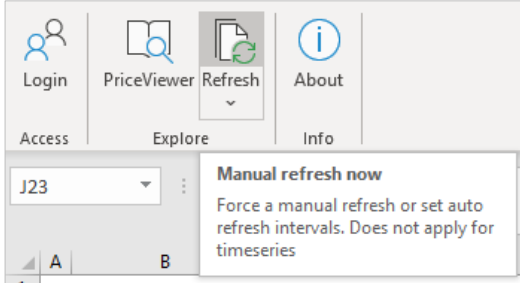 Login
PriceViewer
Refresh
About
Access
Explore
Info
J23
Manual refresh now
Force a manual refresh or set auto
refresh intervals. Does not apply for
timeseries
A
B